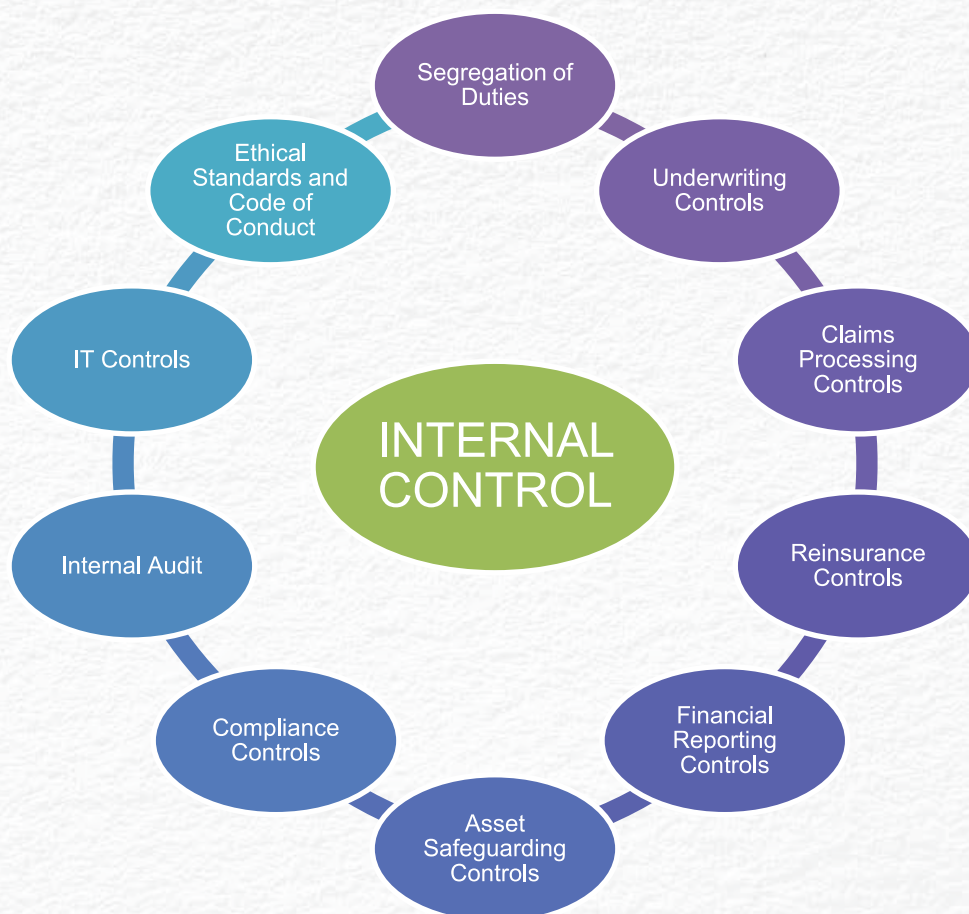 Segregation of
Duties
Underwriting
Controls
Claims
Processing
Controls
Reinsurance
Controls
Financial
Reporting
Controls
Asset
Safeguarding
Controls
Compliance
Controls
Internal Audit
IT Controls
Ethical
Standards and
Code of
Conduct
INTERNAL
CONTROL